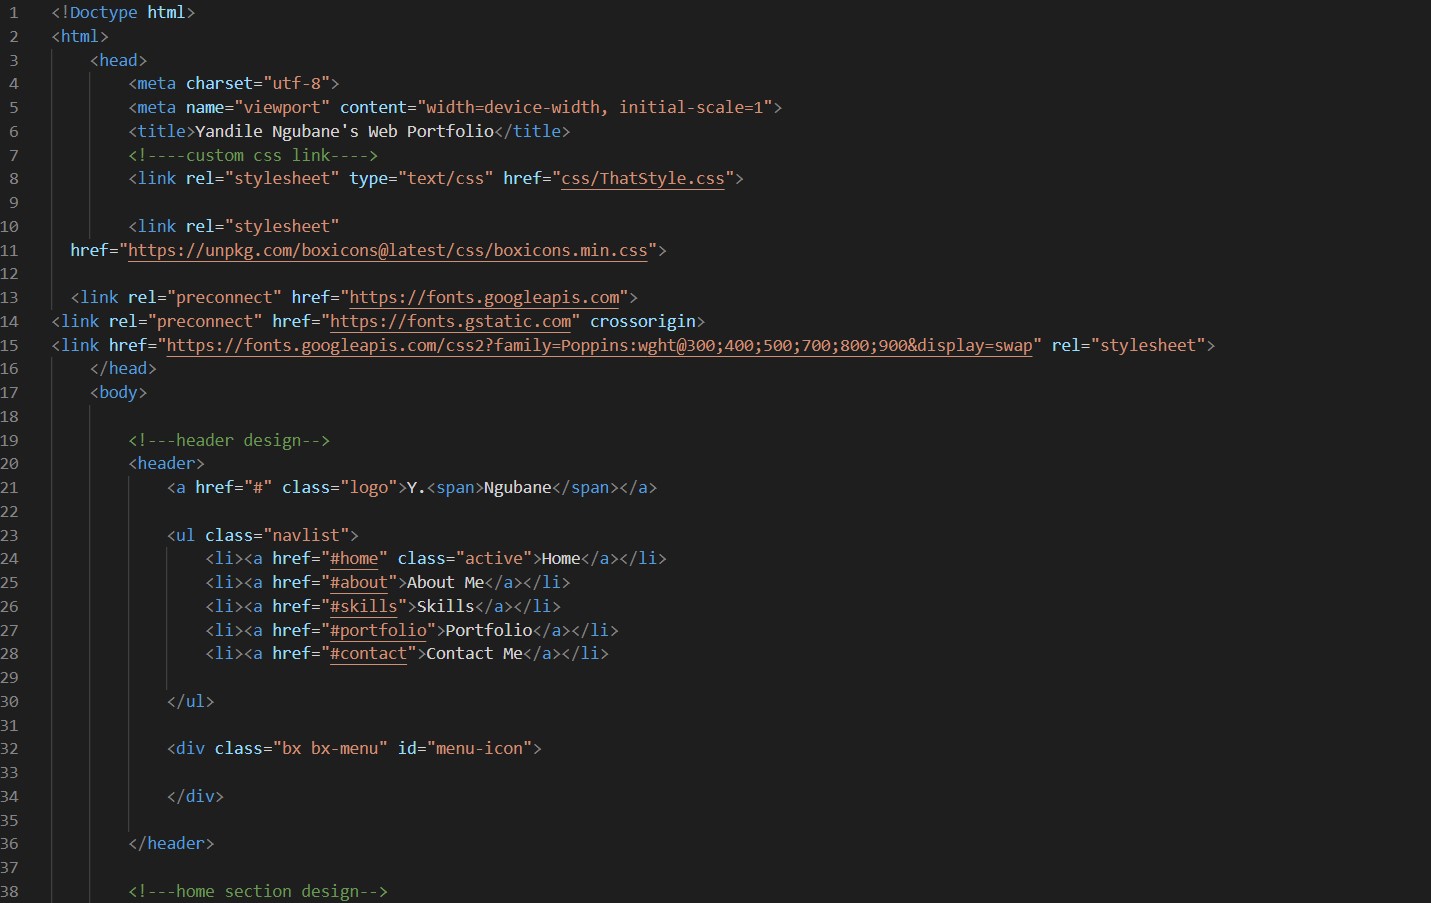 1 <!Doctype html>
2 <html>
3 <head>
4 <meta charset="utf-8">
5 <meta name="viewport" content="width=device-width, initial-scale=1">
6 <title>Yandile Ngubane's Web Portfolio</title>
7 <!----custom css link---->
8 <link rel="stylesheet" type="text/css" href="css/ThatStyle.css">
9
10 <link rel="stylesheet"
11 href="https://unpkg.com/boxicons@latest/css/boxicons.min.css">
12
13 <link rel="preconnect" href="https://fonts.googleapis.com">
14 <link rel="preconnect" href="https://fonts.gstatic.com" crossorigin>
15 <link href="https://fonts.googleapis.com/css2?family=Poppins:wght@300;400;500;700;800;900&display=swap" rel="stylesheet">
16 </head>
17 <body>
18
19 <!---header design-->
20 <header>
21 <a href="#" class="logo">Y.<span>Ngubane</span></a>
22
23 <ul class="navlist">
24 <li><a href="#home" class="active">Home</a></li>
25 <li><a href="#about">About Me</a></li>
26 <li><a href="#skills">Skills</a></li>
27 <li><a href="#portfolio">Portfolio</a></li>
28 <li><a href="#contact">Contact Me</a></li>
29
30 </ul>
31
32 <div class="bx bx-menu" id="menu-icon">
33
34 </div>
35
36 </header>
37
38 <!---home section design-->